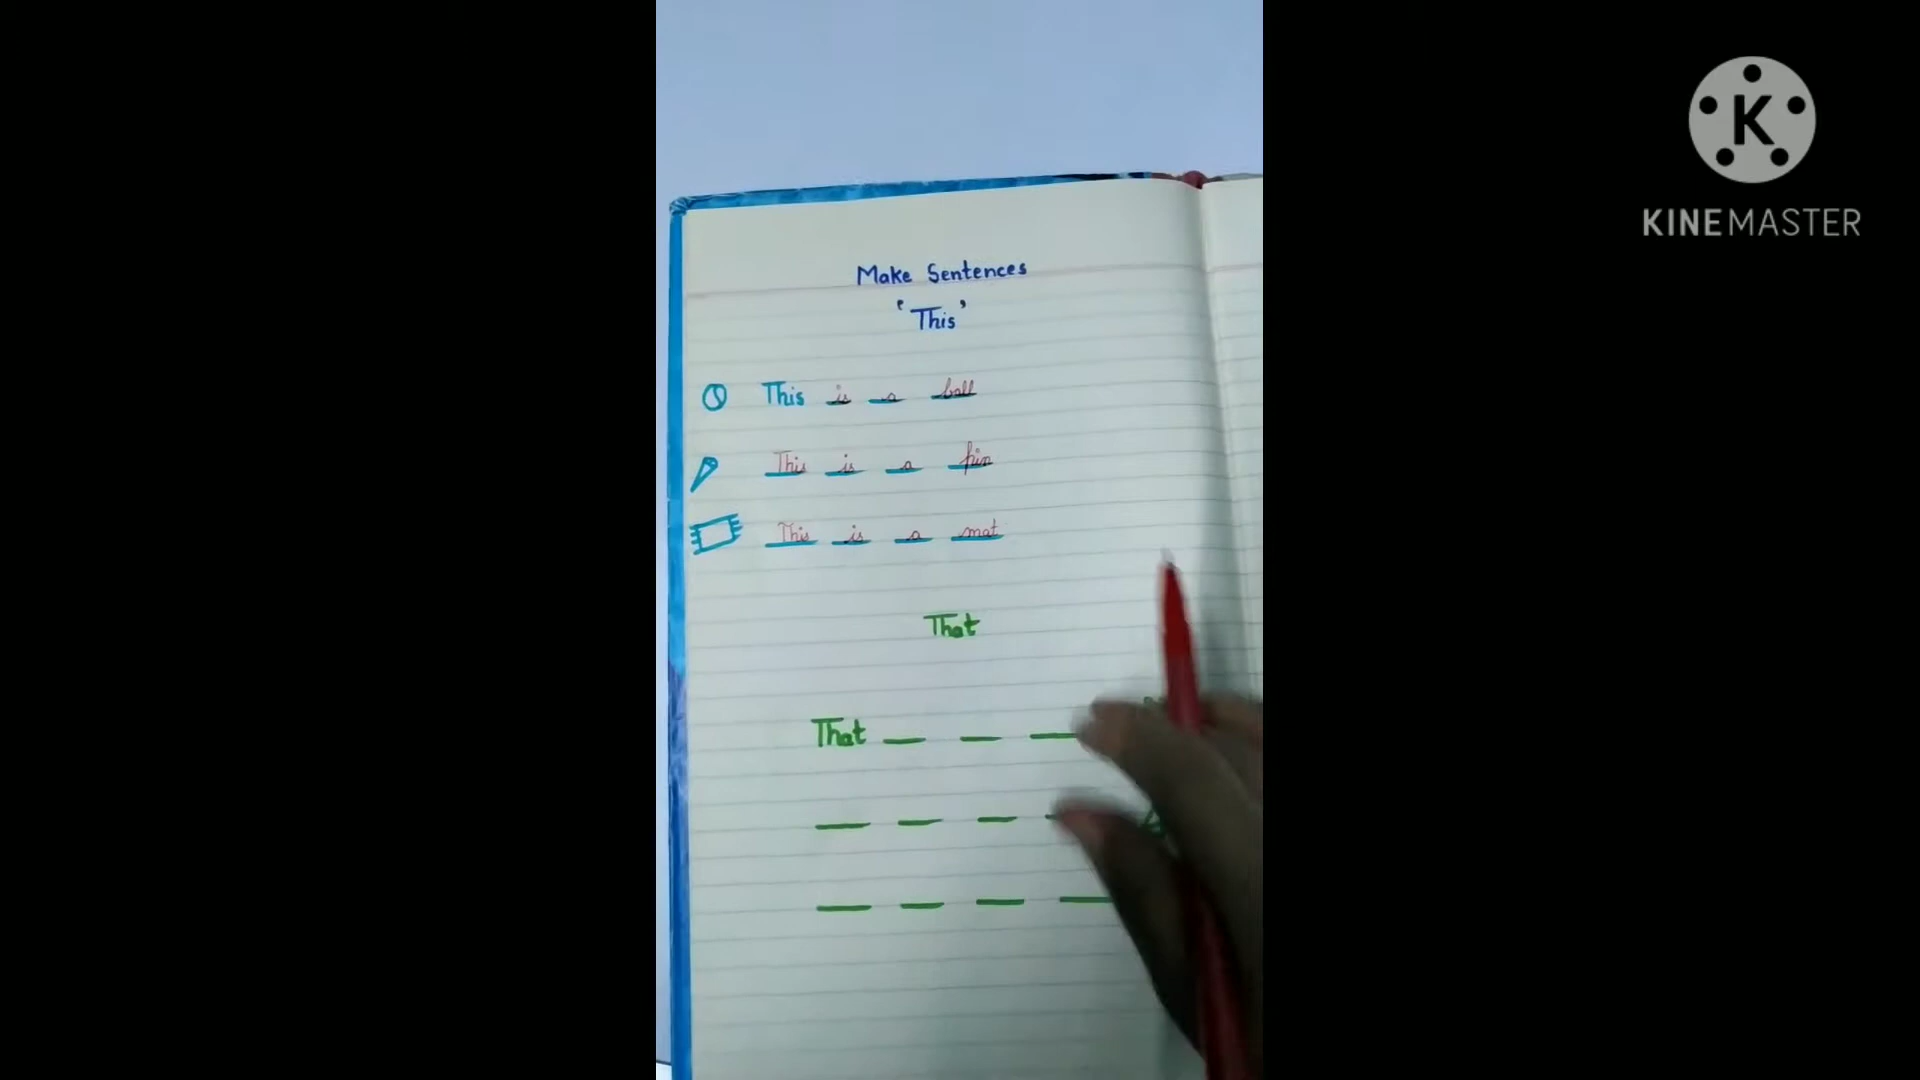 Make Sentences
'This'
This is a ball
This is a pin
This is a mat
That
That
K
KINEMASTER